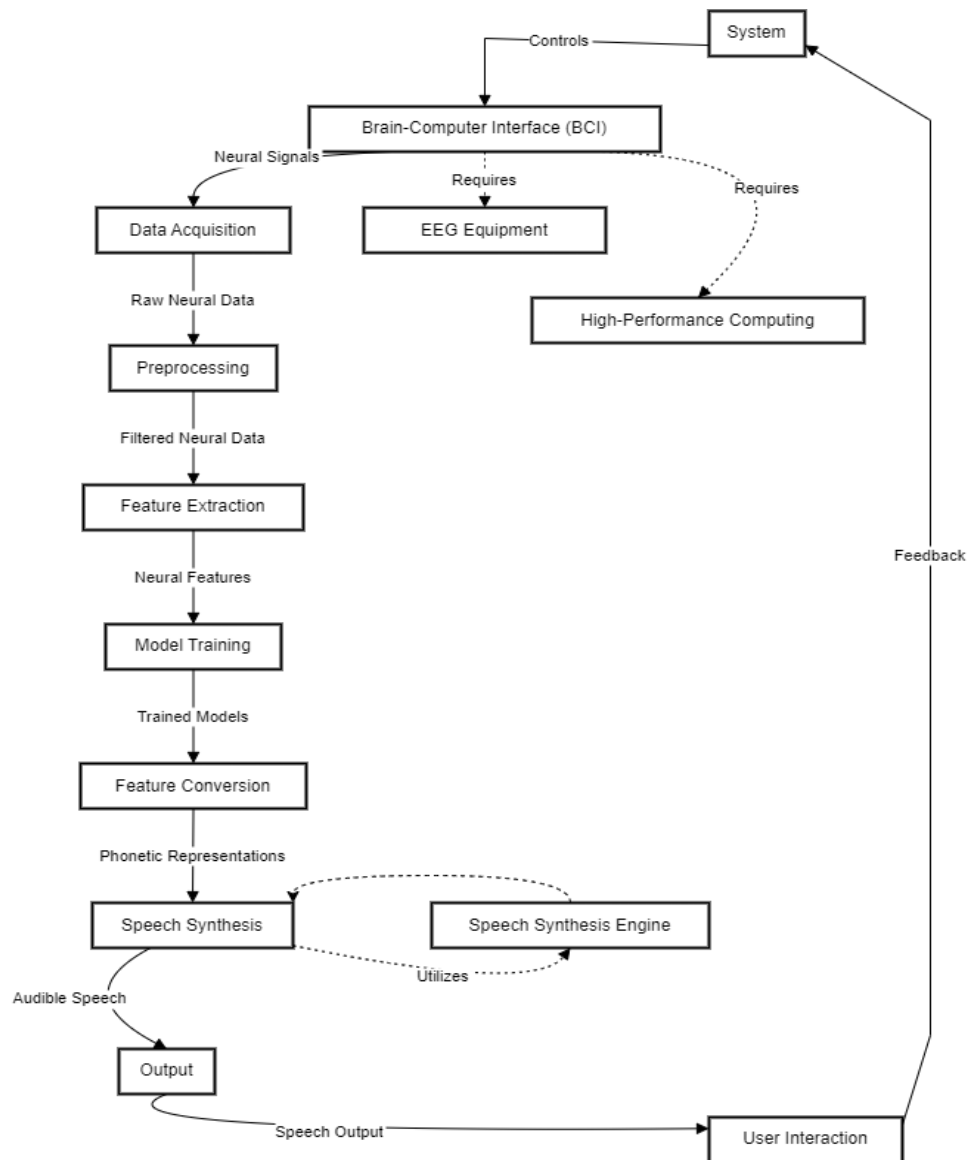 System
Controls
Brain-Computer Interface (BCI)
Neural Signals
Requires
Requires
Data Acquisition
EEG Equipment
Raw Neural Data
High-Performance Computing
Preprocessing
Filtered Neural Data
Feature Extraction
Feedback
Neural Features
Model Training
Trained Models
Feature Conversion
Phonetic Representations
Speech Synthesis
Speech Synthesis Engine
Utilizes
Audible Speech
Output
Speech Output
User Interaction